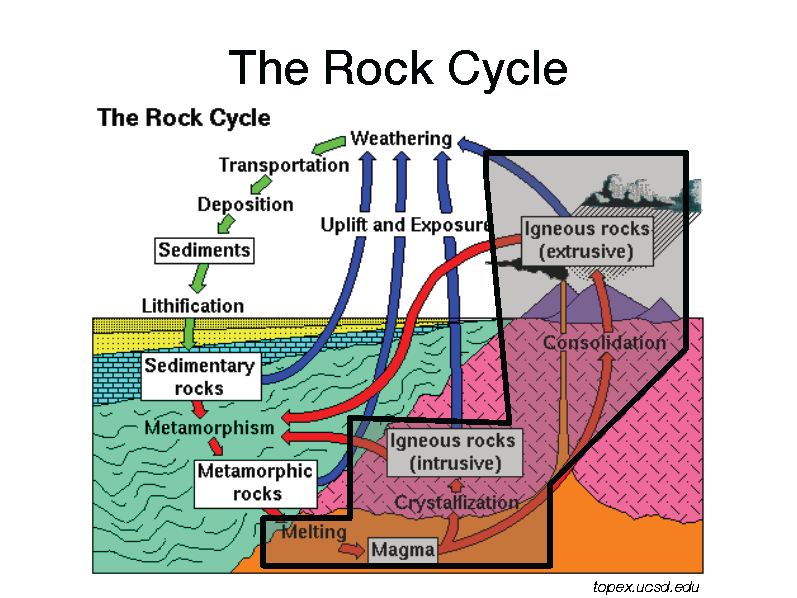 The Rock Cycle
The Rock Cycle
Weathering
Transportation
Deposition
Uplift and Exposure
Sediments
Igneous rocks
(extrusive)
Lithification
Consolidation
Sedimentary
rocks
Metamorphism
Igneous rocks
(intrusive)
Metamorphic
rocks
Crystallization
Melting
Magma
topex.ucsd.edu